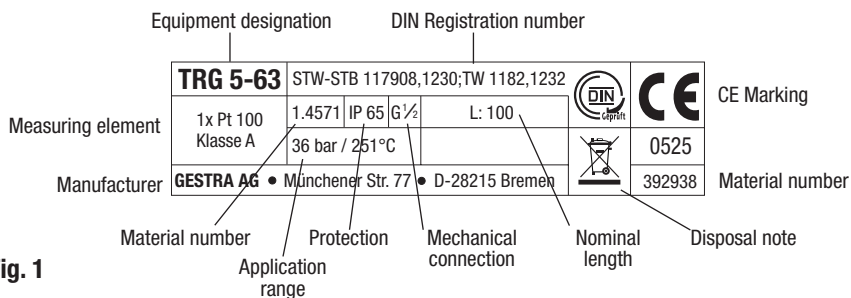 Equipment designation DIN Registration number
TRG 5-63 STW-STB 117908,1230;TW 1182,1232
DIN
Geprüft
CE
CE Marking
Measuring element
1x Pt 100
Klasse A
1.4571 IP 65 G½ L: 100
36 bar / 251°C
0525
Manufacturer GESTRA AG • Münchener Str. 77 • D-28215 Bremen 392938 Material number
Material number Protection Mechanical
connection
Nominal
length
Disposal note
Application
range
ig. 1